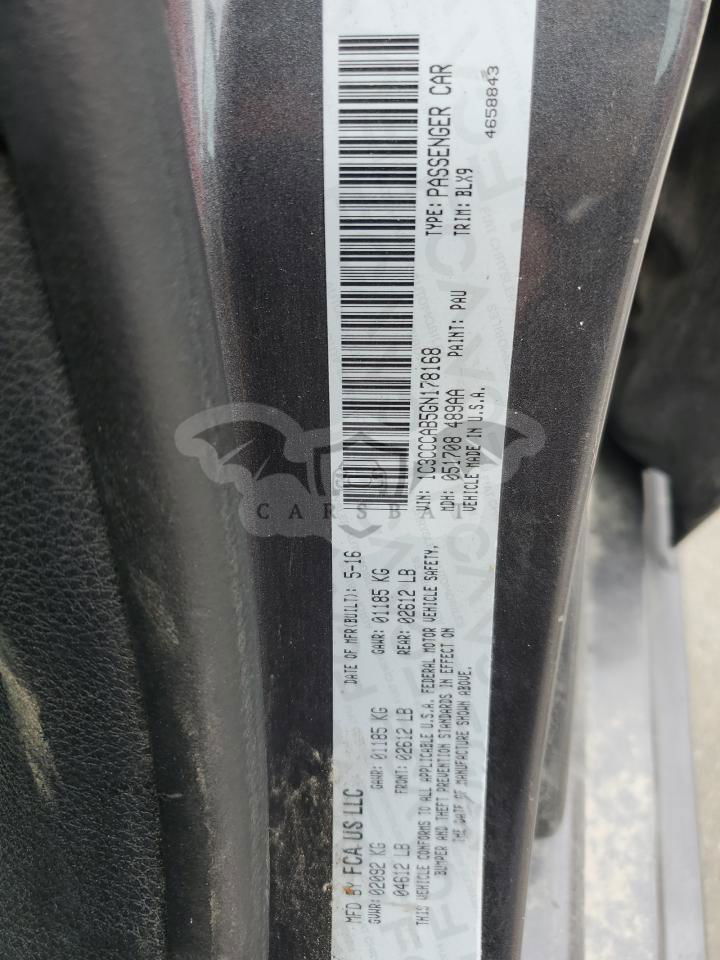 MFD BY FCA US LLC
DATE OF MFR(BUILT): 5-16
GVWR: 02092 KG
GAWR: 01185 KG
GAWR: 01185 KG
04612 LB
FRONT: 02612 LB
REAR: 02612 LB
THIS VEHICLE CONFORMS TO ALL APPLICABLE U.S.A. FEDERAL MOTOR VEHICLE SAFETY,
BUMPER AND THEFT PREVENTION STANDARDS IN EFFECT ON
THE DATE OF MANUFACTURE SHOWN ABOVE.
VIN: 1C3CCCAB5GN178168
TYPE: PASSENGER CAR
MDH: 051708 489AA
PAINT: PAU
TRIM: BLX9
VEHICLE MADE IN U.S.A.
4658843
CARSBAT